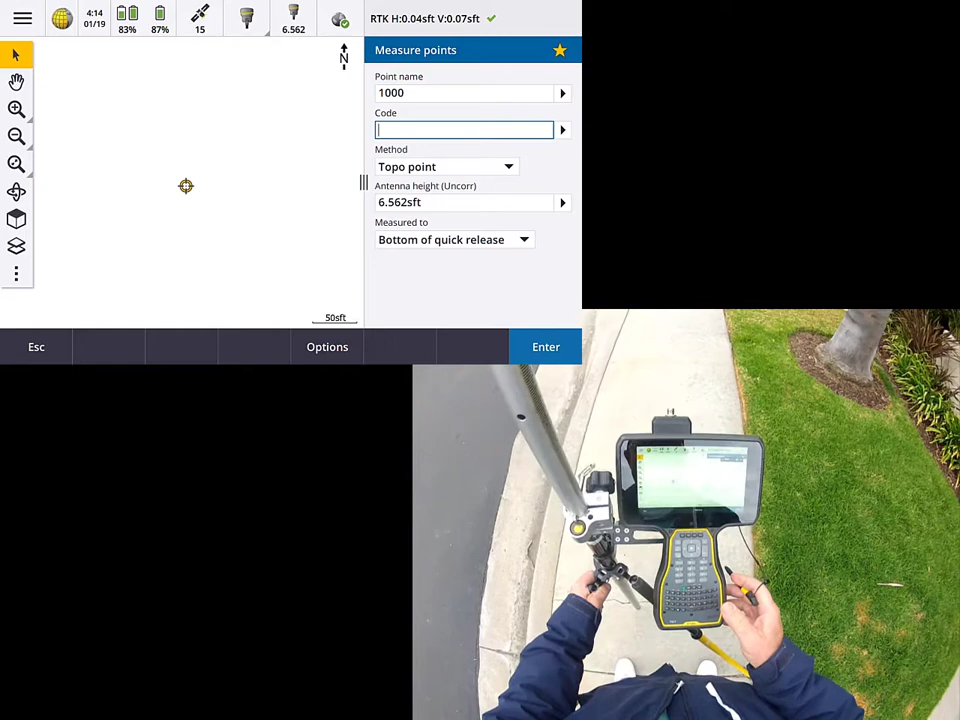 4:14
01/19
83%
87%
15
6.562
RTK H:0.04sft V:0.07sft
N
Measure points
Point name
1000
Code
Method
Topo point
Antenna height (Uncorr)
6.562sft
Measured to
Bottom of quick release
50sft
Esc
Options
Enter